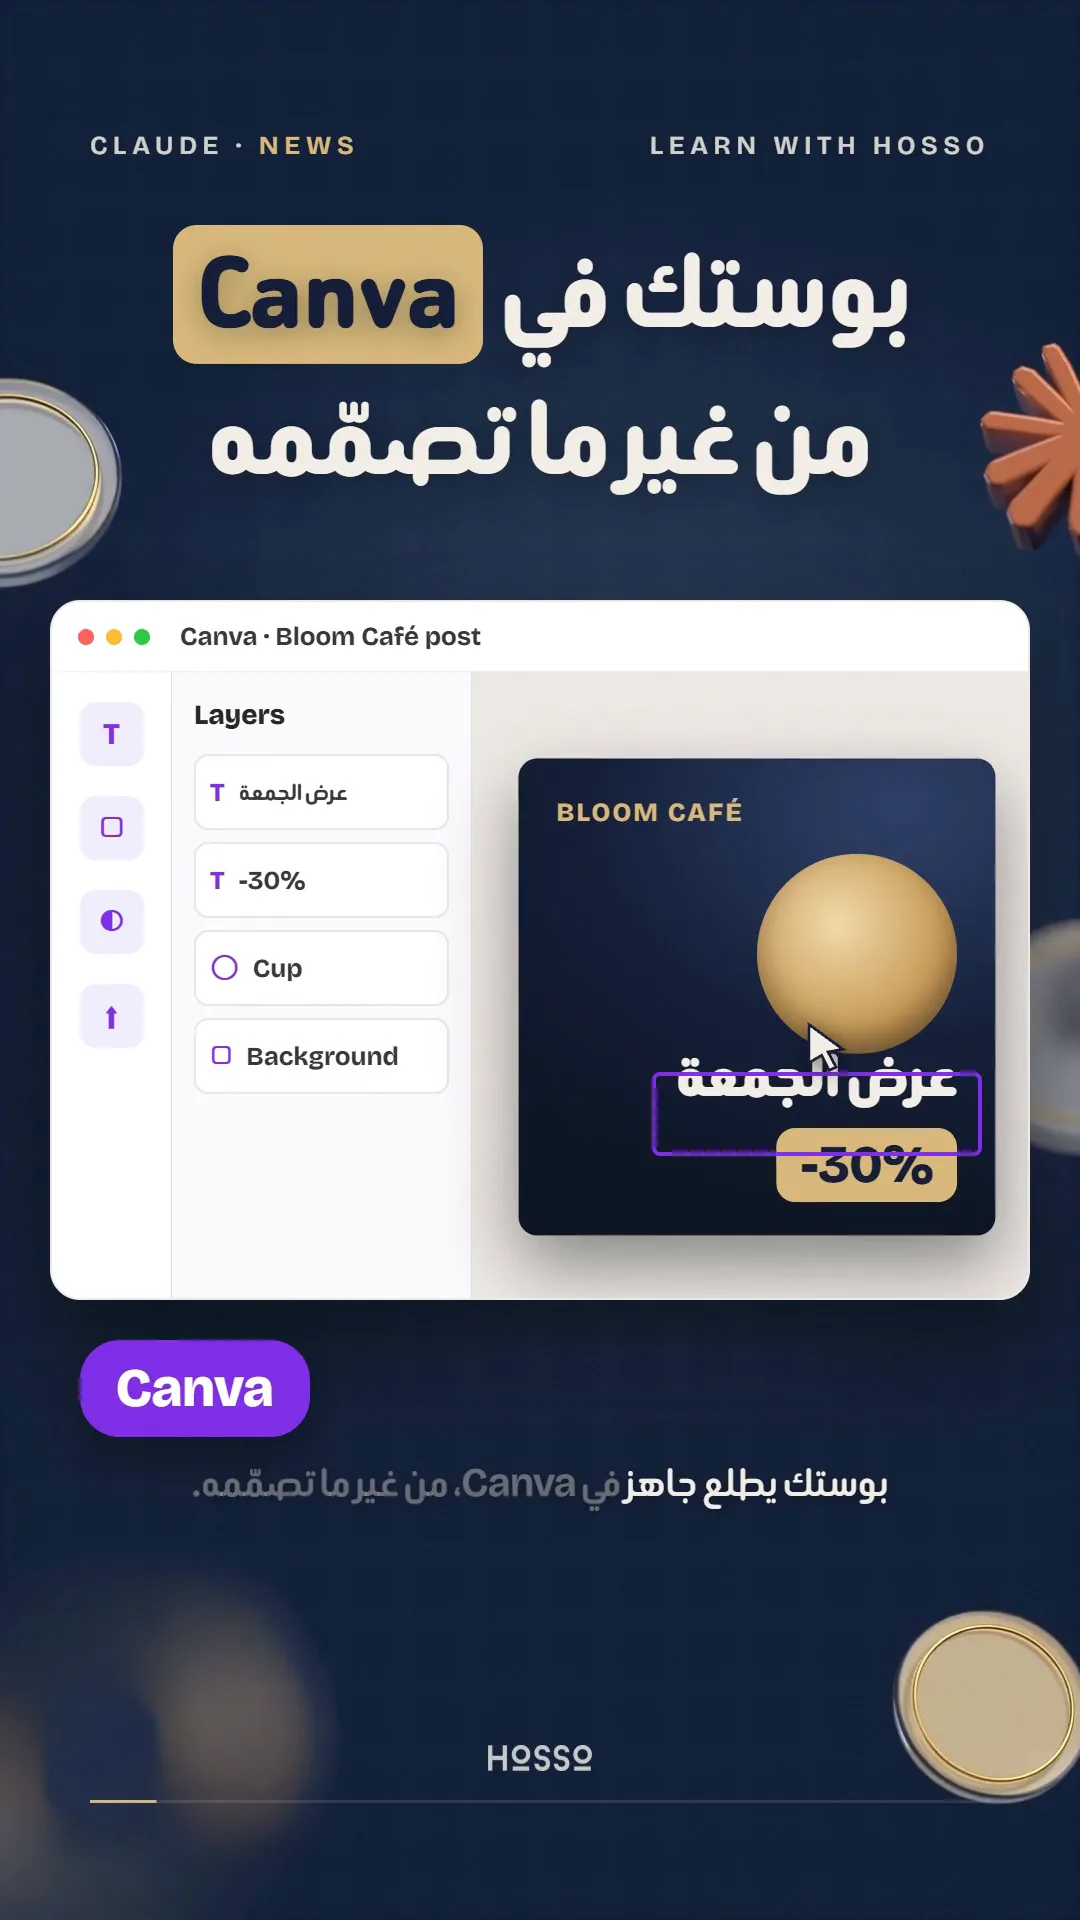 CLAUDE · NEWS
LEARN WITH HOSSO
بوستك في Canva
من غير ما تصمّمه
Canva · Bloom Café post
T
Layers
T عرض الجمعة
T -30%
Cup
Background
BLOOM CAFÉ
عرض الجمعة
-30%
Canva
بوستك يطلع جاهز في Canva، من غير ما تصمّمه.
HOSSO